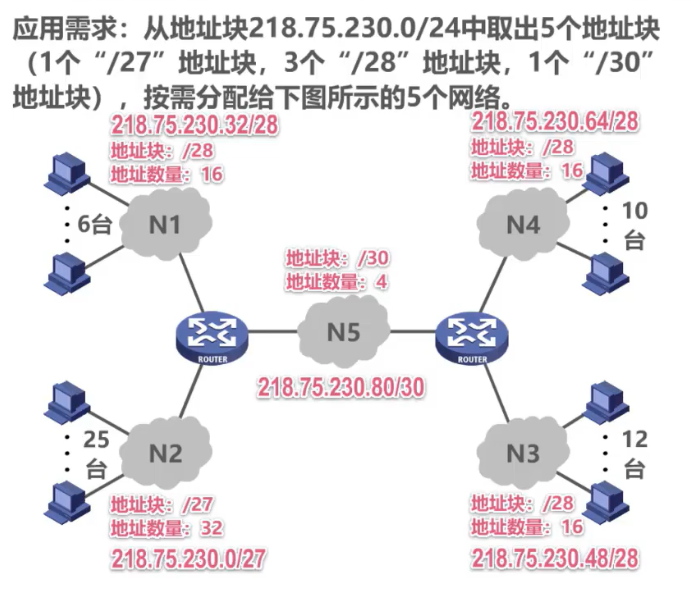 应用需求：从地址块218.75.230.0/24中取出5个地址块
（1个“/27”地址块，3个“/28”地址块，1个“/30”
地址块），按需分配给下图所示的5个网络。
218.75.230.32/28
地址块：/28
地址数量：16
N1
6台
218.75.230.64/28
地址块：/28
地址数量：16
N4
10
台
地址块：/30
地址数量：4
N5
ROUTER
ROUTER
218.75.230.80/30
25
台
N2
地址块：/27
地址数量：32
218.75.230.0/27
N3
12
台
地址块：/28
地址数量：16
218.75.230.48/28